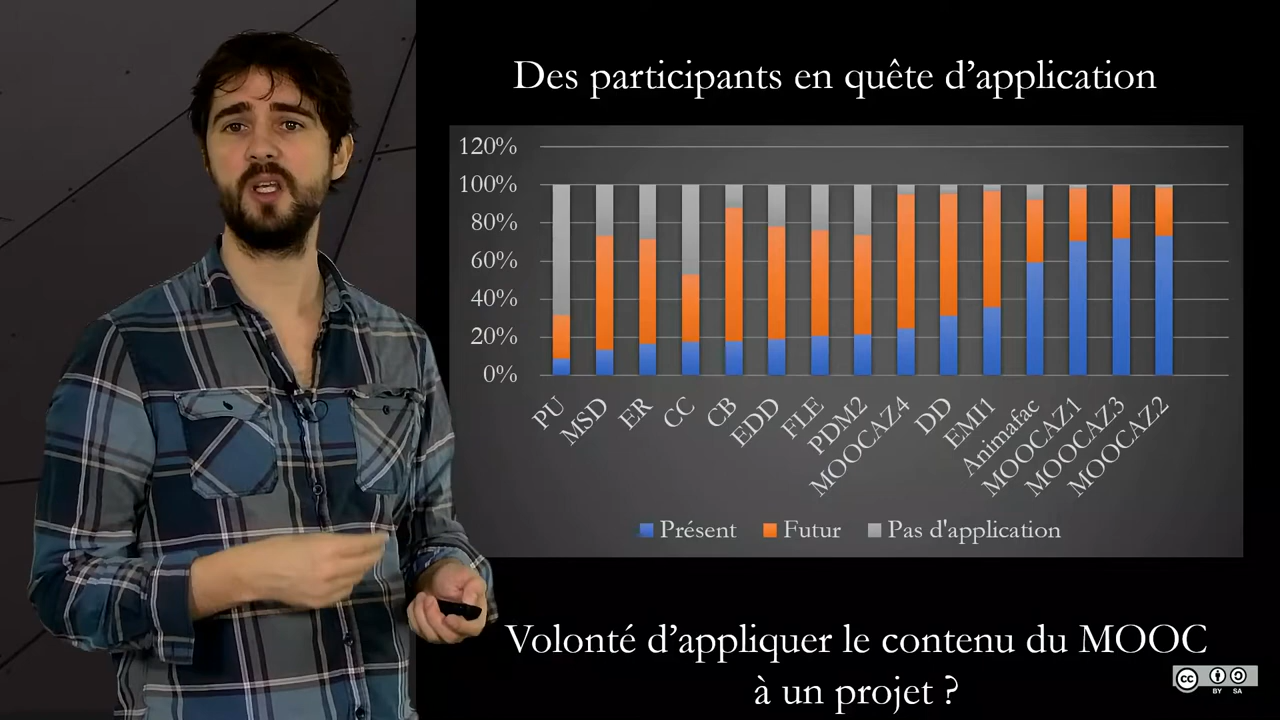 Des participants en quête d'application
120%
100%
80%
60%
40%
20%
0%
PU
MSD
ER
CC
CB
EDD
FLE
PDM2
MOOCAZ4
DD
EMI1
Animafac
MOOCAZ1
MOOCAZ3
MOOCAZ2
Présent
Futur
Pas d'application
Volonté d'appliquer le contenu du MOOC
à un projet ?
cc
BY SA